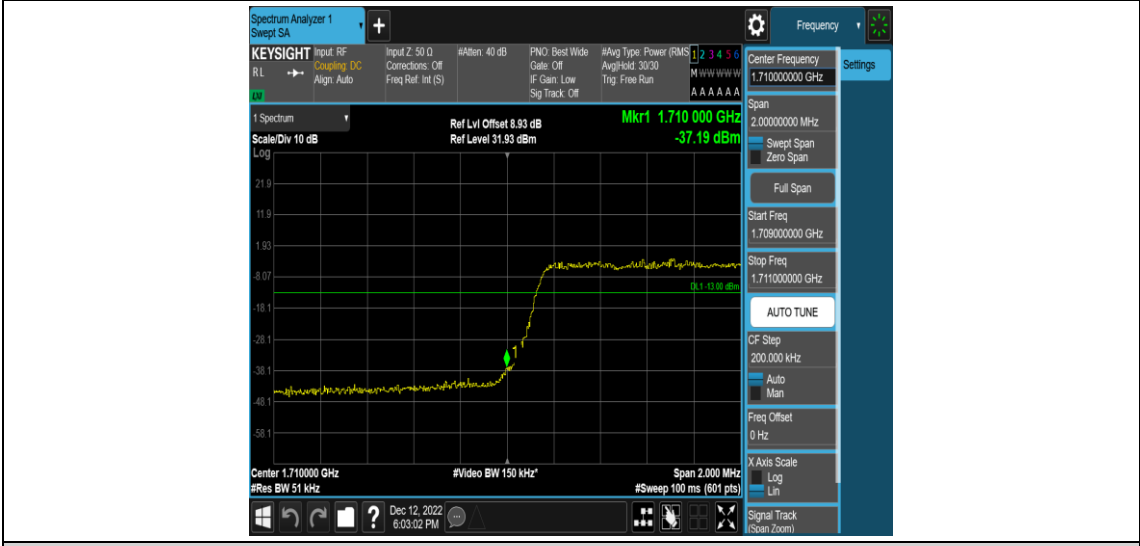 Spectrum Analyzer 1
Swept SA
+
Frequency
KEYSIGHT
RL
Input: RF
Coupling: DC
Align: Auto
Input Z: 50 Ω
Corrections: Off
Freq Ref: Int (S)
#Atten: 40 dB
PNO: Best Wide
Gate: Off
IF Gain: Low
Sig Track: Off
#Avg Type: Power (RMS
Avg|Hold: 30/30
Trig: Free Run
1 2 3 4 5 6
M W W W W W
A A A A A A
1 Spectrum
Scale/Div 10 dB
Log
Ref Lvl Offset 8.93 dB
Ref Level 31.93 dBm
Mkr1 1.710 000 GHz
-37.19 dBm
21.9
11.9
1.93
-8.07
-18.1
-28.1
-38.1
-48.1
-58.1
DL1 -13.00 dBm
1
Center 1.71000 GHz
#Res BW 51 kHz
#Video BW 150 kHz*
Span 2.000 MHz
#Sweep 100 ms (601 pts)
?
Dec 12, 2022
6:03:02 PM
Center Frequency
1.710000000 GHz
Settings
Span
2.00000000 MHz
Swept Span
Zero Span
Full Span
Start Freq
1.709000000 GHz
Stop Freq
1.711000000 GHz
AUTO TUNE
CF Step
200.000 kHz
Auto
Man
Freq Offset
0 Hz
X Axis Scale
Log
Lin
Signal Track
(Span Zoom)